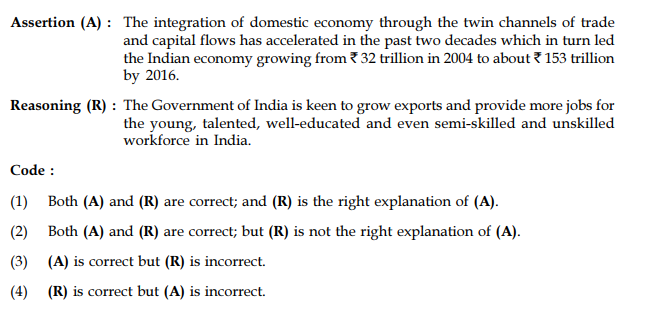 Assertion (A) : The integration of domestic economy through the twin channels of trade
and capital flows has accelerated in the past two decades which in turn led
the Indian economy growing from ₹ 32 trillion in 2004 to about ₹ 153 trillion
by 2016.
Reasoning (R) : The Government of India is keen to grow exports and provide more jobs for
the young, talented, well-educated and even semi-skilled and unskilled
workforce in India.
Code :
(1) Both (A) and (R) are correct; and (R) is the right explanation of (A).
(2) Both (A) and (R) are correct; but (R) is not the right explanation of (A).
(3) (A) is correct but (R) is incorrect.
(4) (R) is correct but (A) is incorrect.